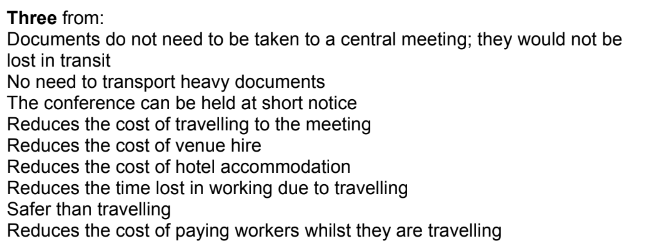 Three from:
Documents do not need to be taken to a central meeting; they would not be
lost in transit
No need to transport heavy documents
The conference can be held at short notice
Reduces the cost of travelling to the meeting
Reduces the cost of venue hire
Reduces the cost of hotel accommodation
Reduces the time lost in working due to travelling
Safer than travelling
Reduces the cost of paying workers whilst they are travelling